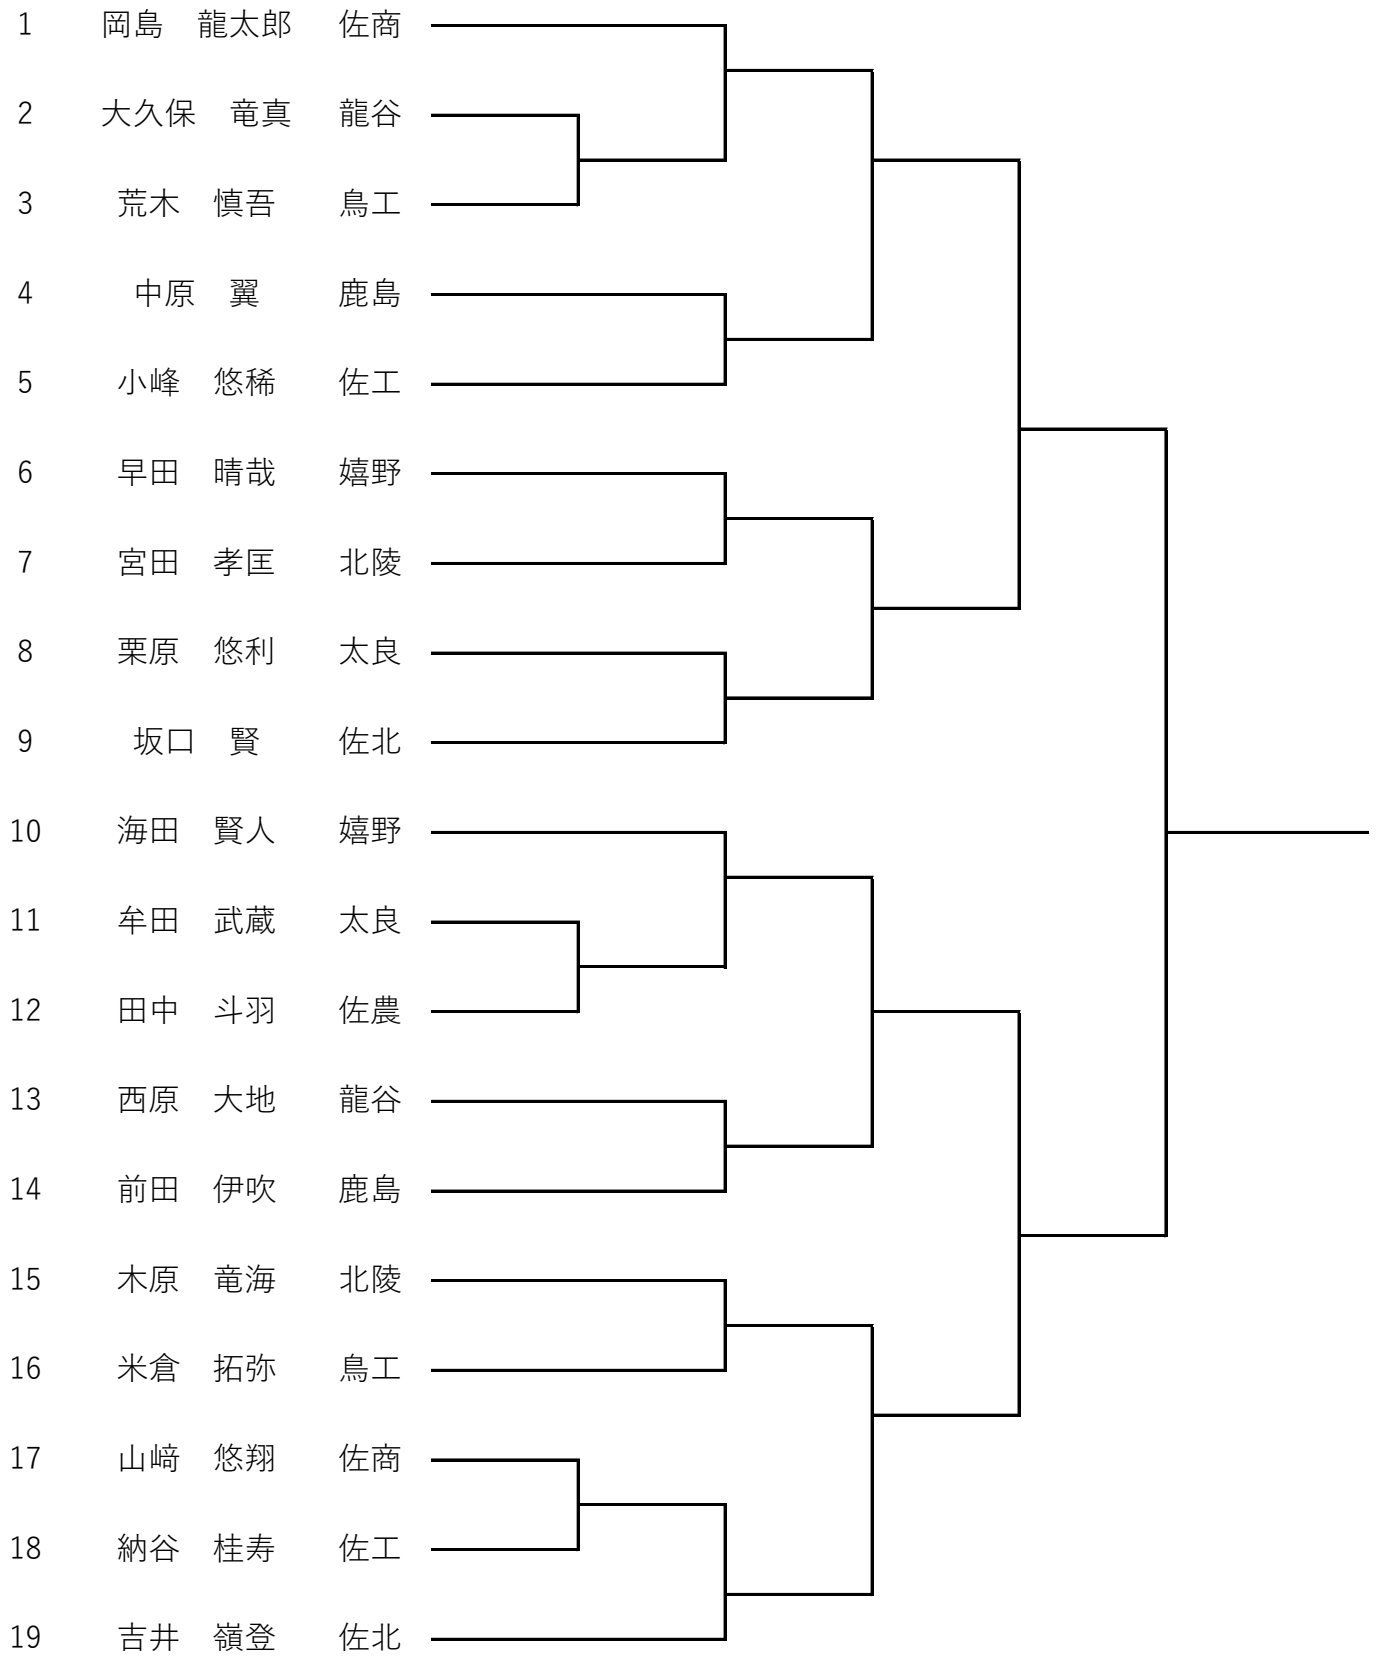 1 岡島　龍太郎 佐商
2 大久保　竜真 龍谷
3 荒木　慎吾 鳥工
4 中原　翼 鹿島
5 小峰　悠稀 佐工
6 早田　晴哉 嬉野
7 宮田　孝匡 北陵
8 栗原　悠利 太良
9 坂口　賢 佐北
10 海田　賢人 嬉野
11 牟田　武蔵 太良
12 田中　斗羽 佐農
13 西原　大地 龍谷
14 前田　伊吹 鹿島
15 木原　竜海 北陵
16 米倉　拓弥 鳥工
17 山﨑　悠翔 佐商
18 納谷　桂寿 佐工
19 吉井　嶺登 佐北